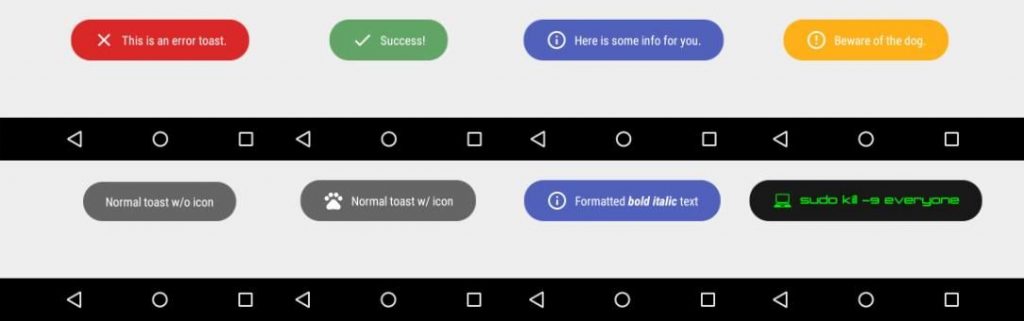 This is an error toast.
Success!
Here is some info for you.
Beware of the dog.
Normal toast w/o icon
Normal toast w/ icon
Formatted bold italic text
sudo kill -9 everyone